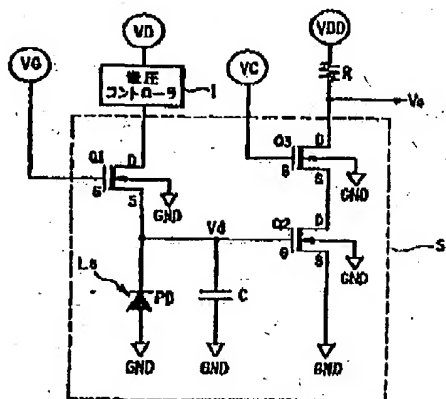 VD
VDD
VG
VC
電圧
コントローラ
1
R
Vo
Q1
D
G
S
GND
Q3
D
G
S
GND
Vd
Q2
D
G
S
GND
S
Ls
PD
C
GND
GND
GND